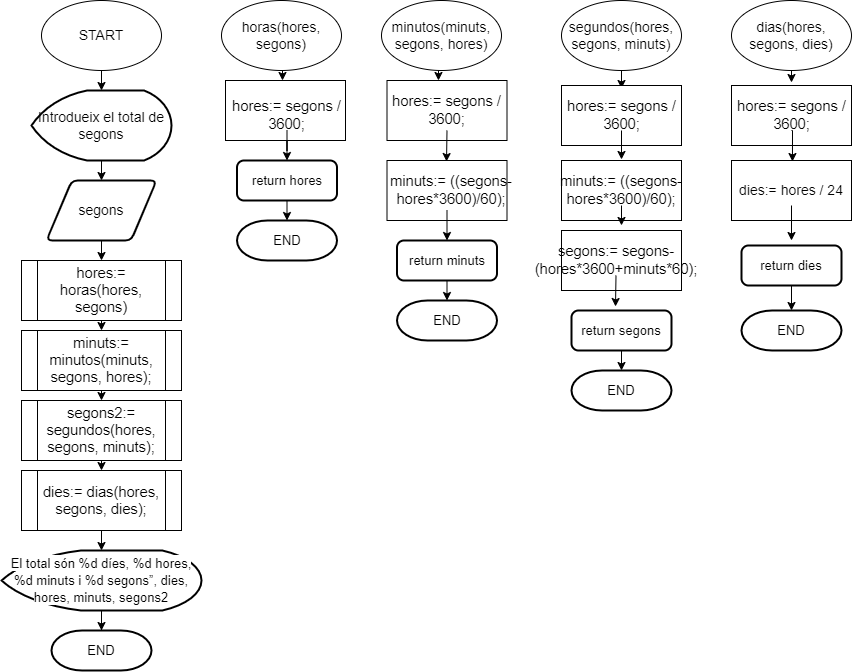 START
Introdueix el total de
segons
segons
hores:=
horas(hores,
segons)
minuts:=
minutos(minuts,
segons, hores);
segons2:=
segundos(hores,
segons, minuts);
dies:= dias(hores,
segons, dies);
El total són %d díes, %d hores,
%d minuts i %d segons”, dies,
hores, minuts, segons2
END
horas(hores,
segons)
hores:= segons /
3600;
return hores
END
minutos(minuts,
segons, hores)
hores:= segons /
3600;
minuts:= ((segons-
hores*3600)/60);
return minuts
END
segundos(hores,
segons, minuts)
hores:= segons /
3600;
minuts:= ((segons-
hores*3600)/60);
segons:= segons-
(hores*3600+minuts*60);
return segons
END
dias(hores,
segons, dies)
hores:= segons /
3600;
dies:= hores / 24
return dies
END